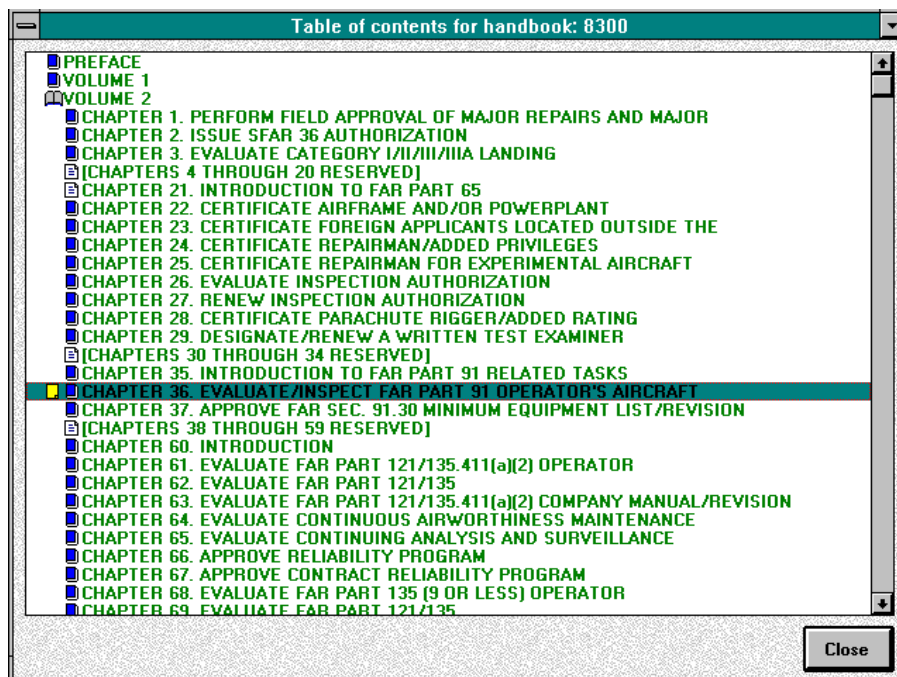 Table of contents for handbook: 8300
PREFACE
VOLUME 1
VOLUME 2
CHAPTER 1. PERFORM FIELD APPROVAL OF MAJOR REPAIRS AND MAJOR
CHAPTER 2. ISSUE SFAR 36 AUTHORIZATION
CHAPTER 3. EVALUATE CATEGORY I/II/III/IIIA LANDING
[CHAPTERS 4 THROUGH 20 RESERVED]
CHAPTER 21. INTRODUCTION TO FAR PART 65
CHAPTER 22. CERTIFICATE AIRFRAME AND/OR POWERPLANT
CHAPTER 23. CERTIFICATE FOREIGN APPLICANTS LOCATED OUTSIDE THE
CHAPTER 24. CERTIFICATE REPAIRMAN/ADDED PRIVILEGES
CHAPTER 25. CERTIFICATE REPAIRMAN FOR EXPERIMENTAL AIRCRAFT
CHAPTER 26. EVALUATE INSPECTION AUTHORIZATION
CHAPTER 27. RENEW INSPECTION AUTHORIZATION
CHAPTER 28. CERTIFICATE PARACHUTE RIGGER/ADDED RATING
CHAPTER 29. DESIGNATE/RENEW A WRITTEN TEST EXAMINER
[CHAPTERS 30 THROUGH 34 RESERVED]
CHAPTER 35. INTRODUCTION TO FAR PART 91 RELATED TASKS
CHAPTER 36. EVALUATE/INSPECT FAR PART 91 OPERATOR'S AIRCRAFT
CHAPTER 37. APPROVE FAR SEC. 91.30 MINIMUM EQUIPMENT LIST/REVISION
[CHAPTERS 38 THROUGH 59 RESERVED]
CHAPTER 60. INTRODUCTION
CHAPTER 61. EVALUATE FAR PART 121/135.411(a)(2) OPERATOR
CHAPTER 62. EVALUATE FAR PART 121/135
CHAPTER 63. EVALUATE FAR PART 121/135.411(a)(2) COMPANY MANUAL/REVISION
CHAPTER 64. EVALUATE CONTINUOUS AIRWORTHINESS MAINTENANCE
CHAPTER 65. EVALUATE CONTINUING ANALYSIS AND SURVEILLANCE
CHAPTER 66. APPROVE RELIABILITY PROGRAM
CHAPTER 67. APPROVE CONTRACT RELIABILITY PROGRAM
CHAPTER 68. EVALUATE FAR PART 135 (9 OR LESS) OPERATOR
CHAPTER 69. EVALUATE FAR PART 121/135
Close